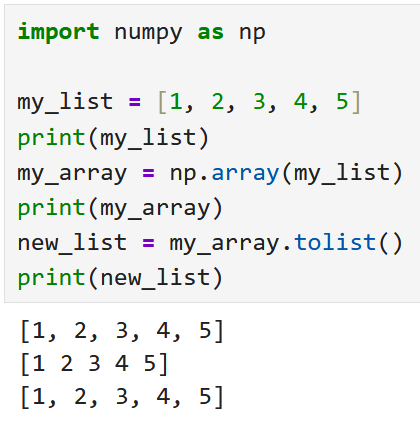 import numpy as np
my_list = [1, 2, 3, 4, 5]
print(my_list)
my_array = np.array(my_list)
print(my_array)
new_list = my_array.tolist()
print(new_list)
[1, 2, 3, 4, 5]
[1 2 3 4 5]
[1, 2, 3, 4, 5]